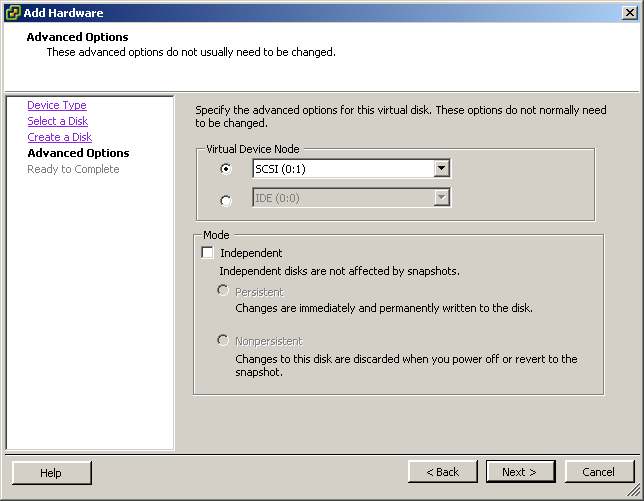 Add Hardware
Advanced Options
These advanced options do not usually need to be changed.
Device Type
Select a Disk
Create a Disk
Advanced Options
Ready to Complete
Specify the advanced options for this virtual disk. These options do not normally need
to be changed.
Virtual Device Node
SCSI (0:1)
IDE (0:0)
Mode
Independent
Independent disks are not affected by snapshots.
Persistent
Changes are immediately and permanently written to the disk.
Nonpersistent
Changes to this disk are discarded when you power off or revert to the
snapshot.
Help
< Back
Next >
Cancel